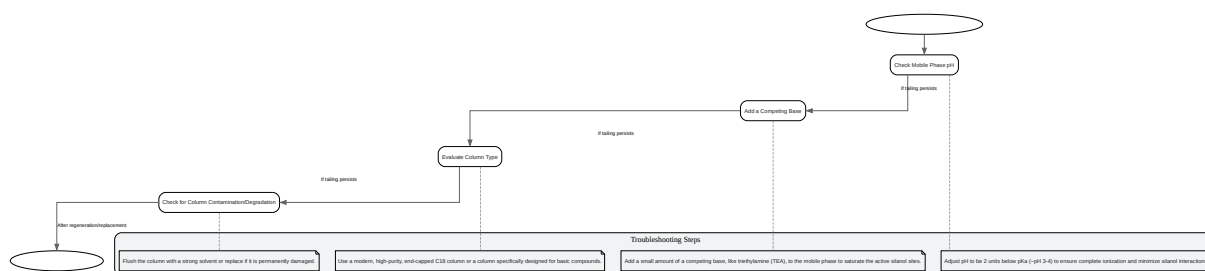 Check Mobile Phase pH
If tailing persists
Add a Competing Base
If tailing persists
Evaluate Column Type
If tailing persists
Check for Column Contamination/Degradation
After regeneration/replacement
Troubleshooting Steps
Flush the column with a strong solvent or replace if it is permanently damaged.
Use a modern, high-purity, end-capped C18 column or a column specifically designed for basic compounds.
Add a small amount of a competing base, like triethylamine (TEA), to the mobile phase to saturate the active silanol sites.
Adjust pH to be 2 units below pKa (~pH 3-4) to ensure complete ionization and minimize silanol interaction